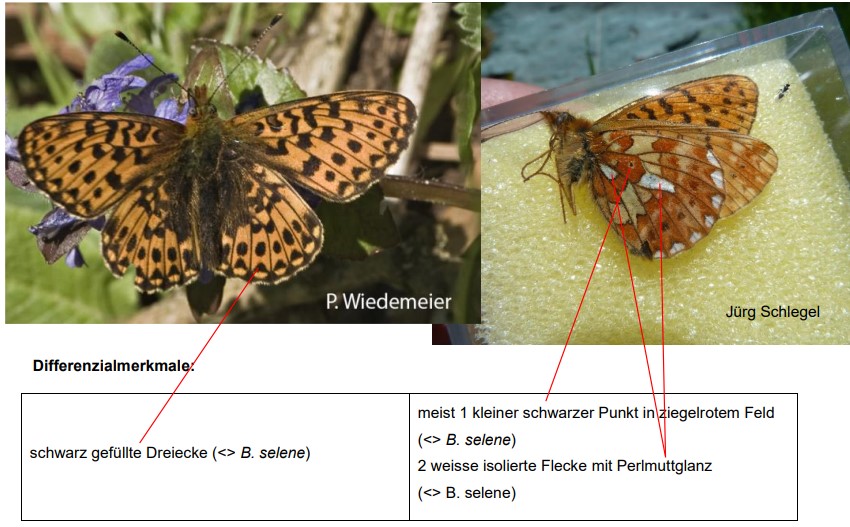 P. Wiedemeier
Jürg Schlegel
Differenzialmerkmale:
schwarz gefüllte Dreiecke (<> B. selene)
meist 1 kleiner schwarzer Punkt in ziegelrotem Feld
(<> B. selene)
2 weisse isolierte Flecke mit Perlmuttglanz
(<> B. selene)